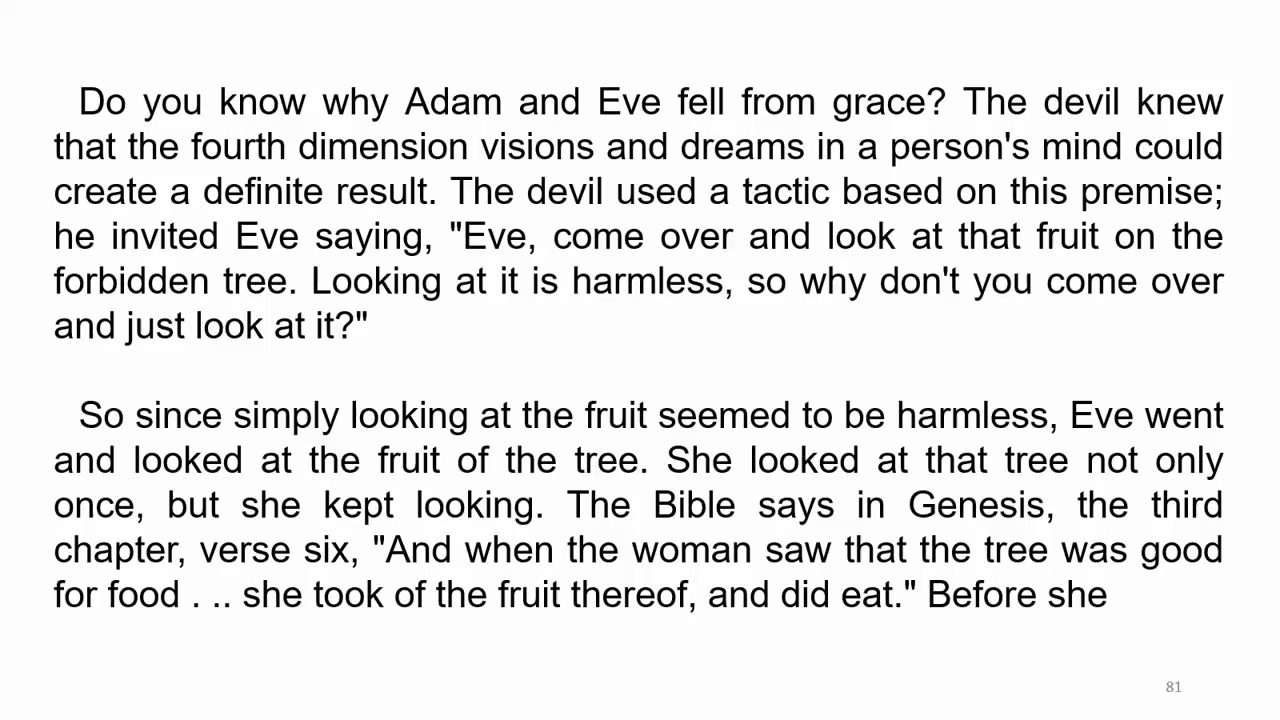 Do you know why Adam and Eve fell from grace? The devil knew
that the fourth dimension visions and dreams in a person's mind could
create a definite result. The devil used a tactic based on this premise;
he invited Eve saying, "Eve, come over and look at that fruit on the
forbidden tree. Looking at it is harmless, so why don't you come over
and just look at it?"
So since simply looking at the fruit seemed to be harmless, Eve went
and looked at the fruit of the tree. She looked at that tree not only
once, but she kept looking. The Bible says in Genesis, the third
chapter, verse six, "And when the woman saw that the tree was good
for food . .. she took of the fruit thereof, and did eat." Before she
81